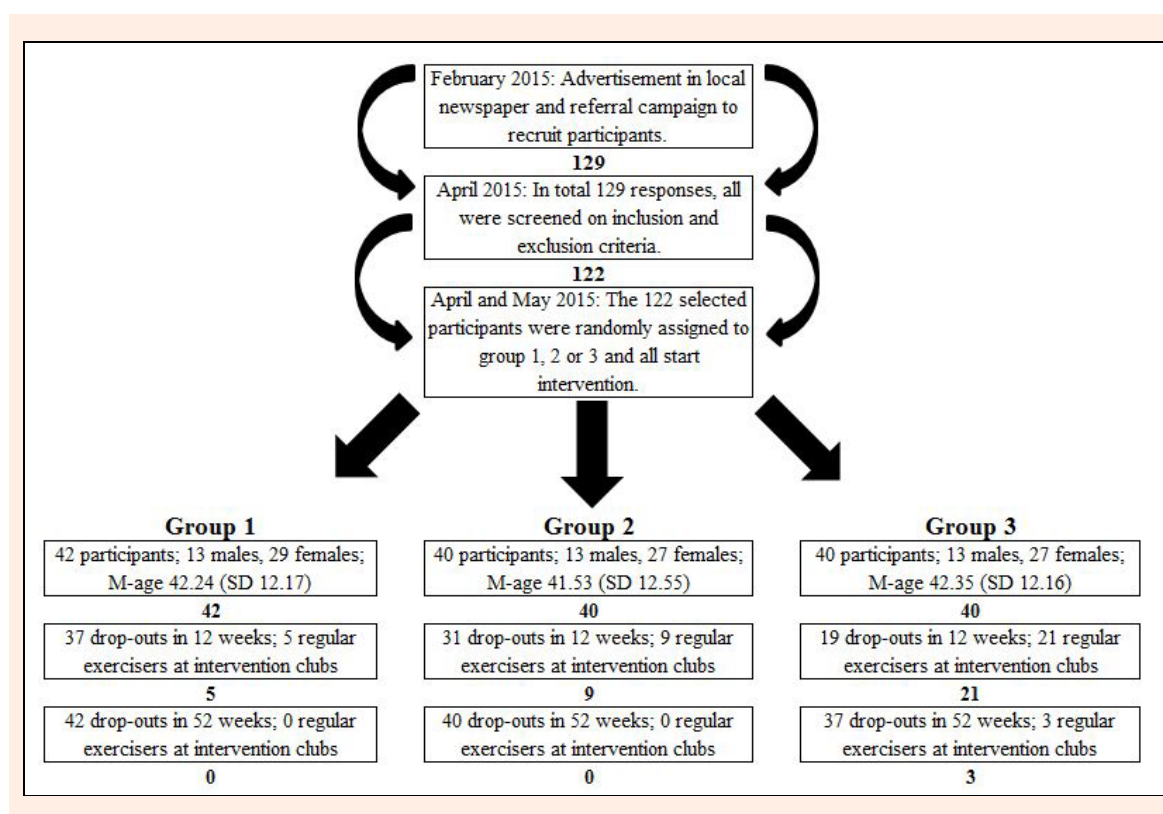 February 2015: Advertisement in local
newspaper and referral campaign to
recruit participants.
129
April 2015: In total 129 responses, all
were screened on inclusion and
exclusion criteria.
122
April and May 2015: The 122 selected
participants were randomly assigned to
group 1, 2 or 3 and all start
intervention.
Group 1
42 participants; 13 males, 29 females;
M-age 42.24 (SD 12.17)
42
37 drop-outs in 12 weeks; 5 regular
exercisers at intervention clubs
5
42 drop-outs in 52 weeks; 0 regular
exercisers at intervention clubs
0
Group 2
40 participants; 13 males, 27 females;
M-age 41.53 (SD 12.55)
40
31 drop-outs in 12 weeks; 9 regular
exercisers at intervention clubs
9
40 drop-outs in 52 weeks; 0 regular
exercisers at intervention clubs
0
Group 3
40 participants; 13 males, 27 females;
M-age 42.35 (SD 12.16)
40
19 drop-outs in 12 weeks; 21 regular
exercisers at intervention clubs
21
37 drop-outs in 52 weeks; 3 regular
exercisers at intervention clubs
3